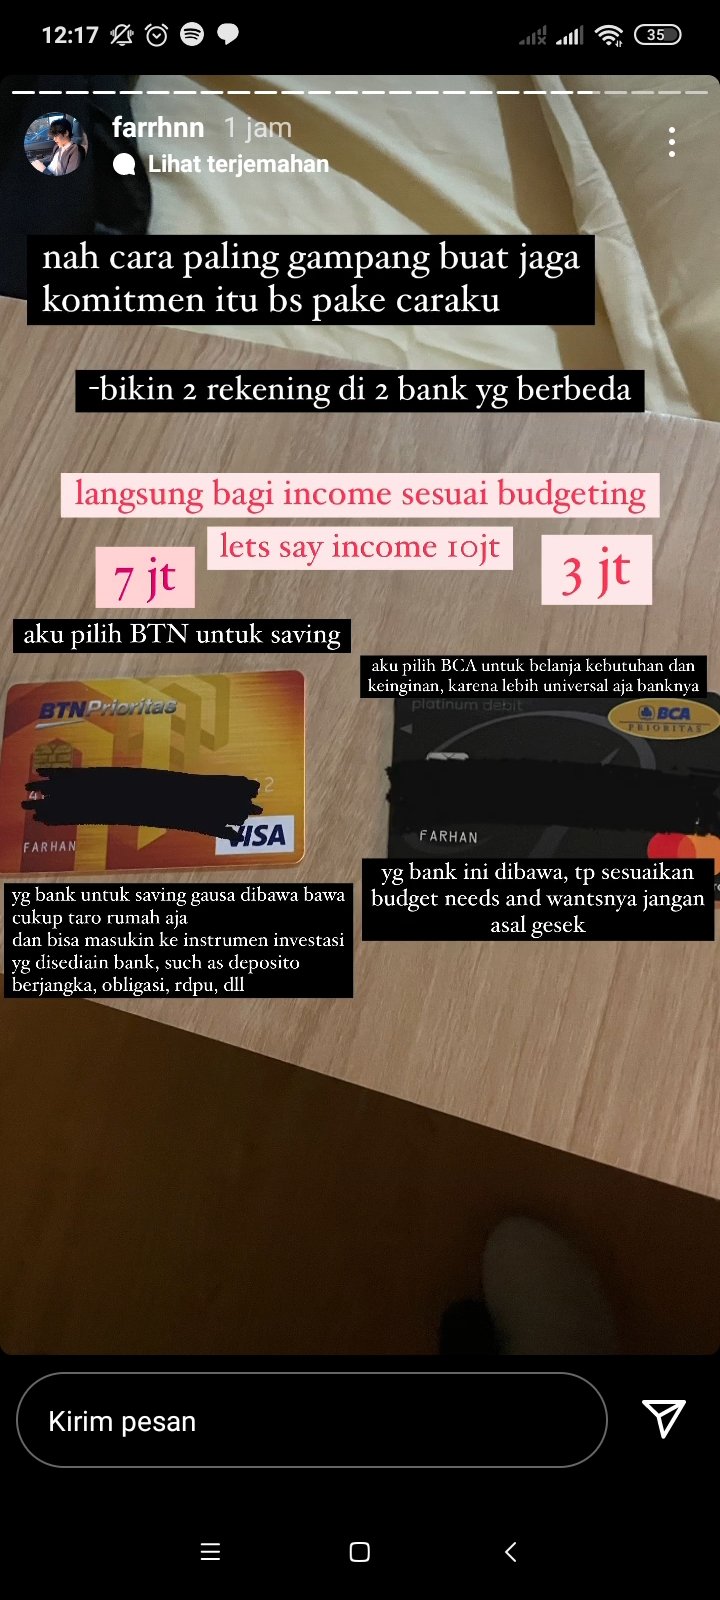 12:17
35
farrhnn 1 jam
Lihat terjemahan
nah cara paling gampang buat jaga
komitmen itu bs pake caraku
-bikin 2 rekening di 2 bank yg berbeda
langsung bagi income sesuai budgeting
lets say income 10jt
7 jt
3 jt
aku pilih BTN untuk saving
aku pilih BCA untuk belanja kebutuhan dan
keinginan, karena lebih universal aja banknya
BTNPrioritas
2
4
FARHAN
VISA
platinum debit
BCA
PRIORITAS
FARHAN
yg bank untuk saving gausa dibawa bawa
cukup taro rumah aja
dan bisa masukin ke instrumen investasi
yg disediain bank, such as deposito
berjangka, obligasi, rdpu, dll
yg bank ini dibawa, tp sesuaikan
budget needs and wantsnya jangan
asal gesek
Kirim pesan